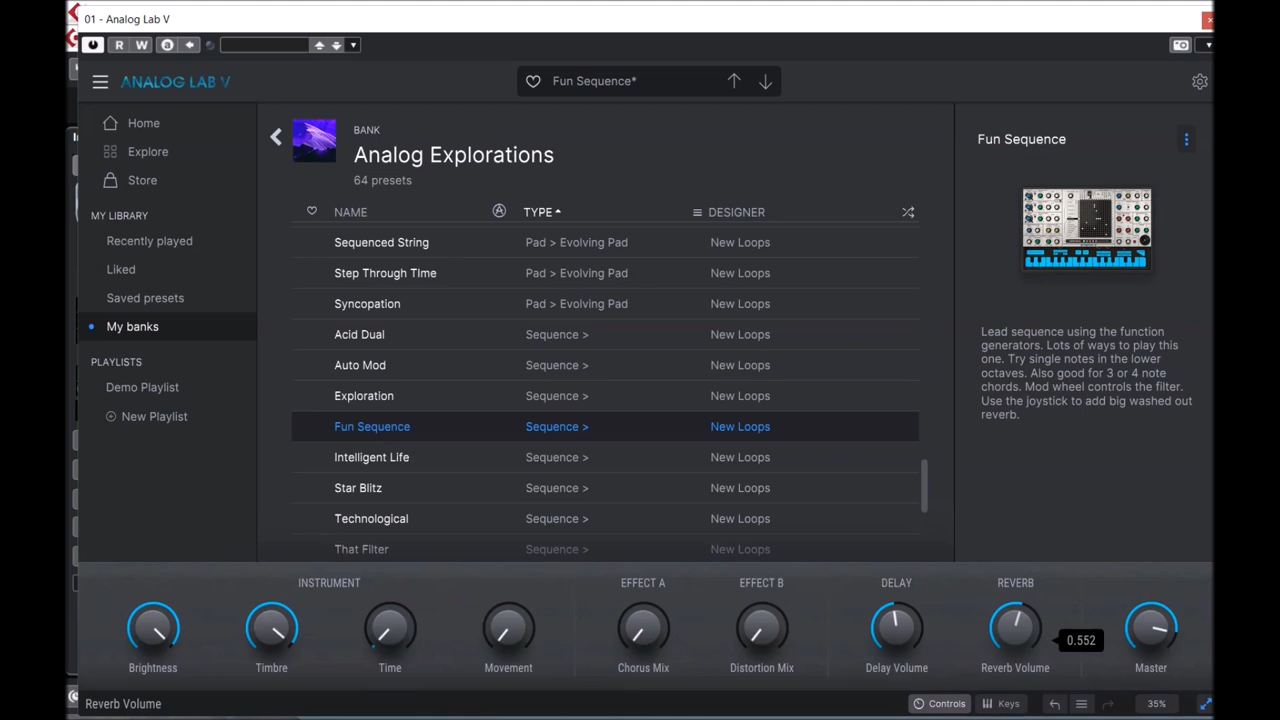 01 - Analog Lab V
R W a
ANALOG LAB V
Fun Sequence*
Home
Explore
Store
MY LIBRARY
Recently played
Liked
Saved presets
My banks
PLAYLISTS
Demo Playlist
New Playlist
BANK
Analog Explorations
64 presets
NAME TYPE DESIGNER
Sequenced String Pad > Evolving Pad New Loops
Step Through TIme Pad > Evolving Pad New Loops
Syncopation Pad > Evolving Pad New Loops
Acid Dual Sequence > New Loops
Auto Mod Sequence > New Loops
Exploration Sequence > New Loops
Fun Sequence Sequence > New Loops
Intelligent Life Sequence > New Loops
Star Blitz Sequence > New Loops
Technological Sequence > New Loops
That Filter Sequence > New Loops
Fun Sequence
Lead sequence using the function
generators. Lots of ways to play this
one. Try single notes in the lower
octaves. Also good for 3 or 4 note
chords. Mod wheel controls the filter.
Use the joystick to add big washed out
reverb.
INSTRUMENT EFFECT A EFFECT B DELAY REVERB
0.552
Brightness Timbre Time Movement Chorus Mix Distortion Mix Delay Volume Reverb Volume Master
Reverb Volume Controls Keys 35%